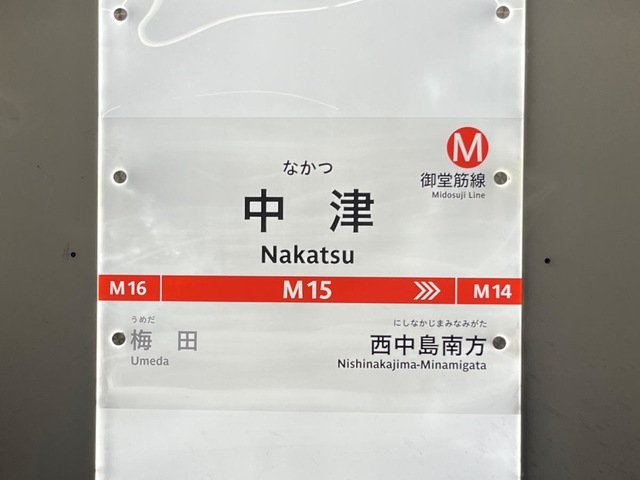 M
御堂筋線
Midosuji Line
なかつ
中津
Nakatsu
M16 M15 M14
うめだ
梅田
Umeda
にしなかじまみなみがた
西中島南方
Nishinakajima-Minamigata